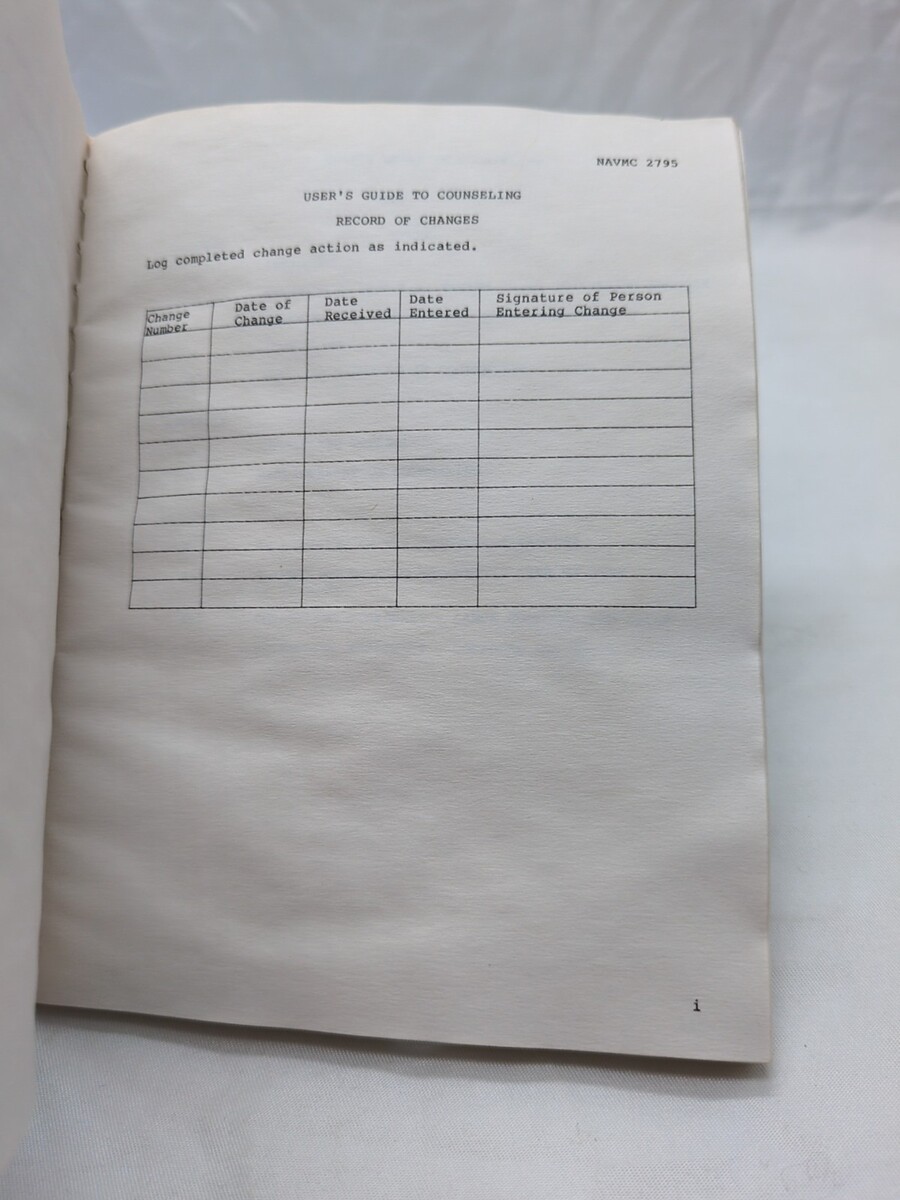 NAVMC 2795
USER'S GUIDE TO COUNSELING
RECORD OF CHANGES
Log completed change action as indicated.
Change Number Date of Change Date Received Date Entered Signature of Person Entering Change
i